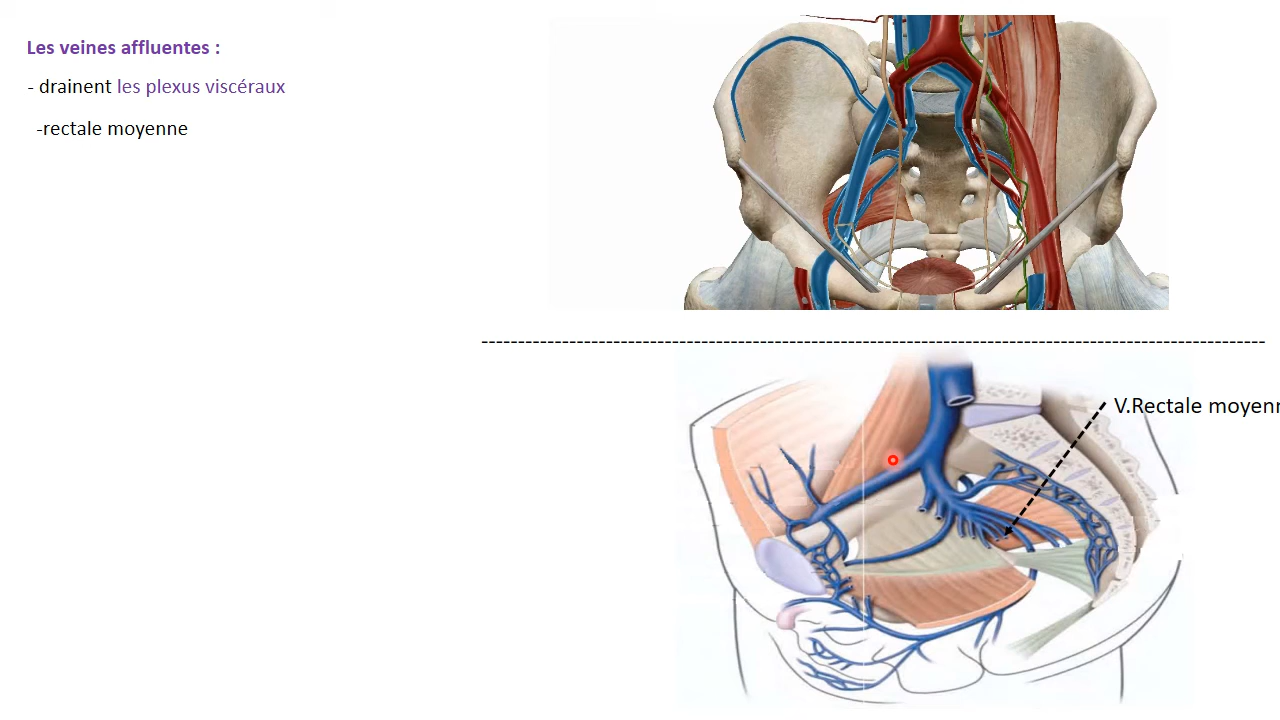 Les veines affluentes :
- drainent les plexus viscéraux
-rectale moyenne
V.Rectale moyenn